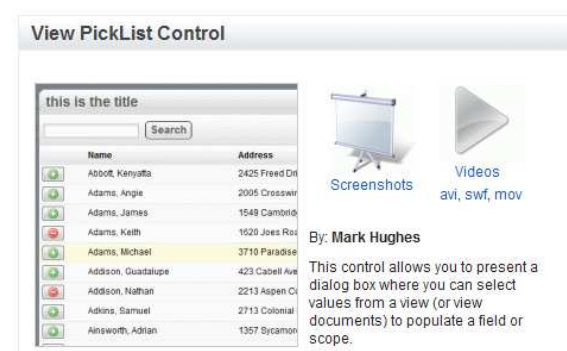 View PickList Control
this is the title
Search
Name Address
Abbott, Kenyatta 2425 Freed Dri
Adams, Angie 2005 Crosswin
Adams, James 1549 Cambridg
Adams, Keith 1620 Joes Roa
Adams, Michael 3710 Paradise
Addison, Guadalupe 423 Cabell Ave
Addison, Nathan 2213 Aspen Co
Adkins, Samuel 2713 Colonial
Ainsworth, Adrian 1357 Sycamor
Screenshots
Videos
avi, swf, mov
By: Mark Hughes
This control allows you to present a
dialog box where you can select
values from a view (or view
documents) to populate a field or
scope.